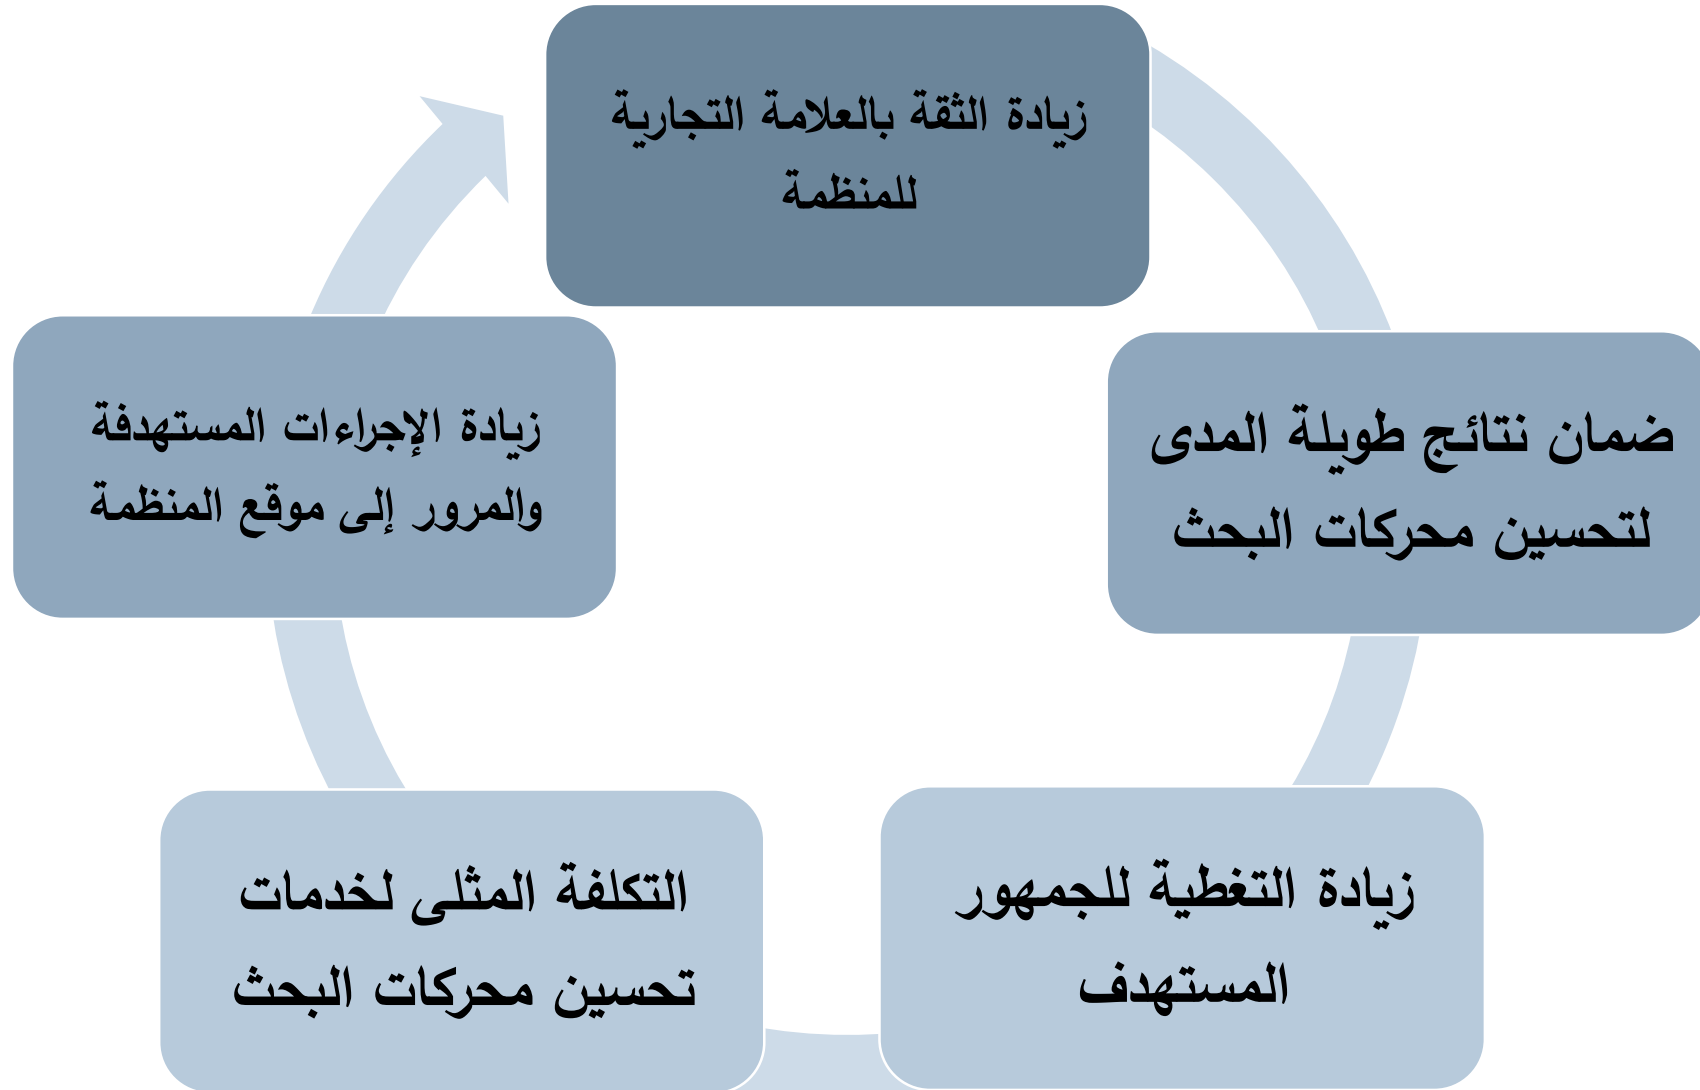 زيادة الثقة بالعلامة التجارية
للمنظمة
ضمان نتائج طويلة المدى
لتحسين محركات البحث
زيادة التغطية للجمهور
المستهدف
التكلفة المثلى لخدمات
تحسين محركات البحث
زيادة الإجراءات المستهدفة
والمرور إلى موقع المنظمة